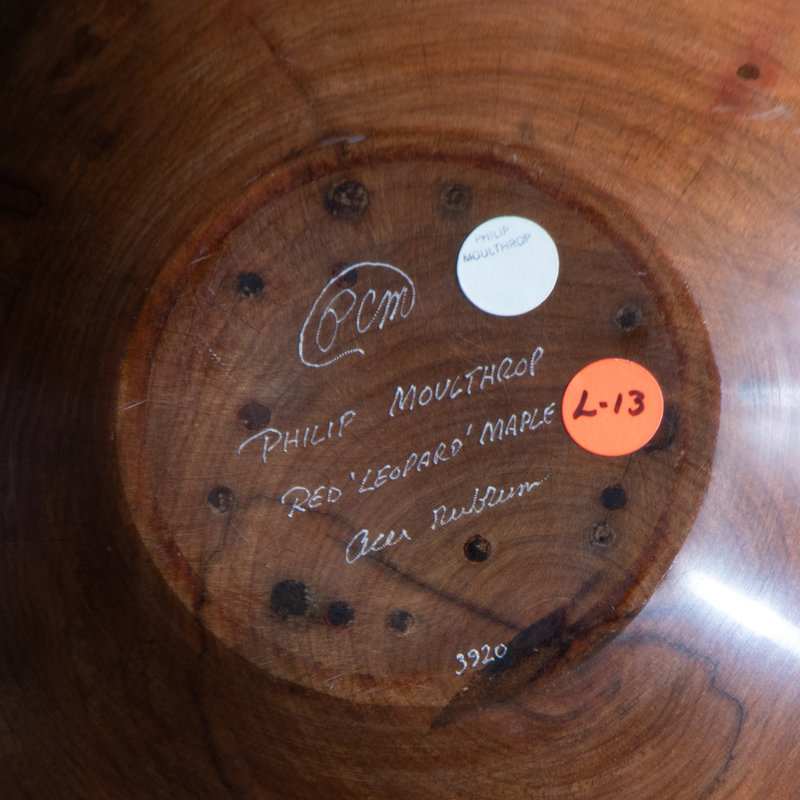 PHILIP
MOULTHROP
PCM
PHILIP MOULTHROP
RED 'LEOPARD' MAPLE
L-13
acer rubrum
3920